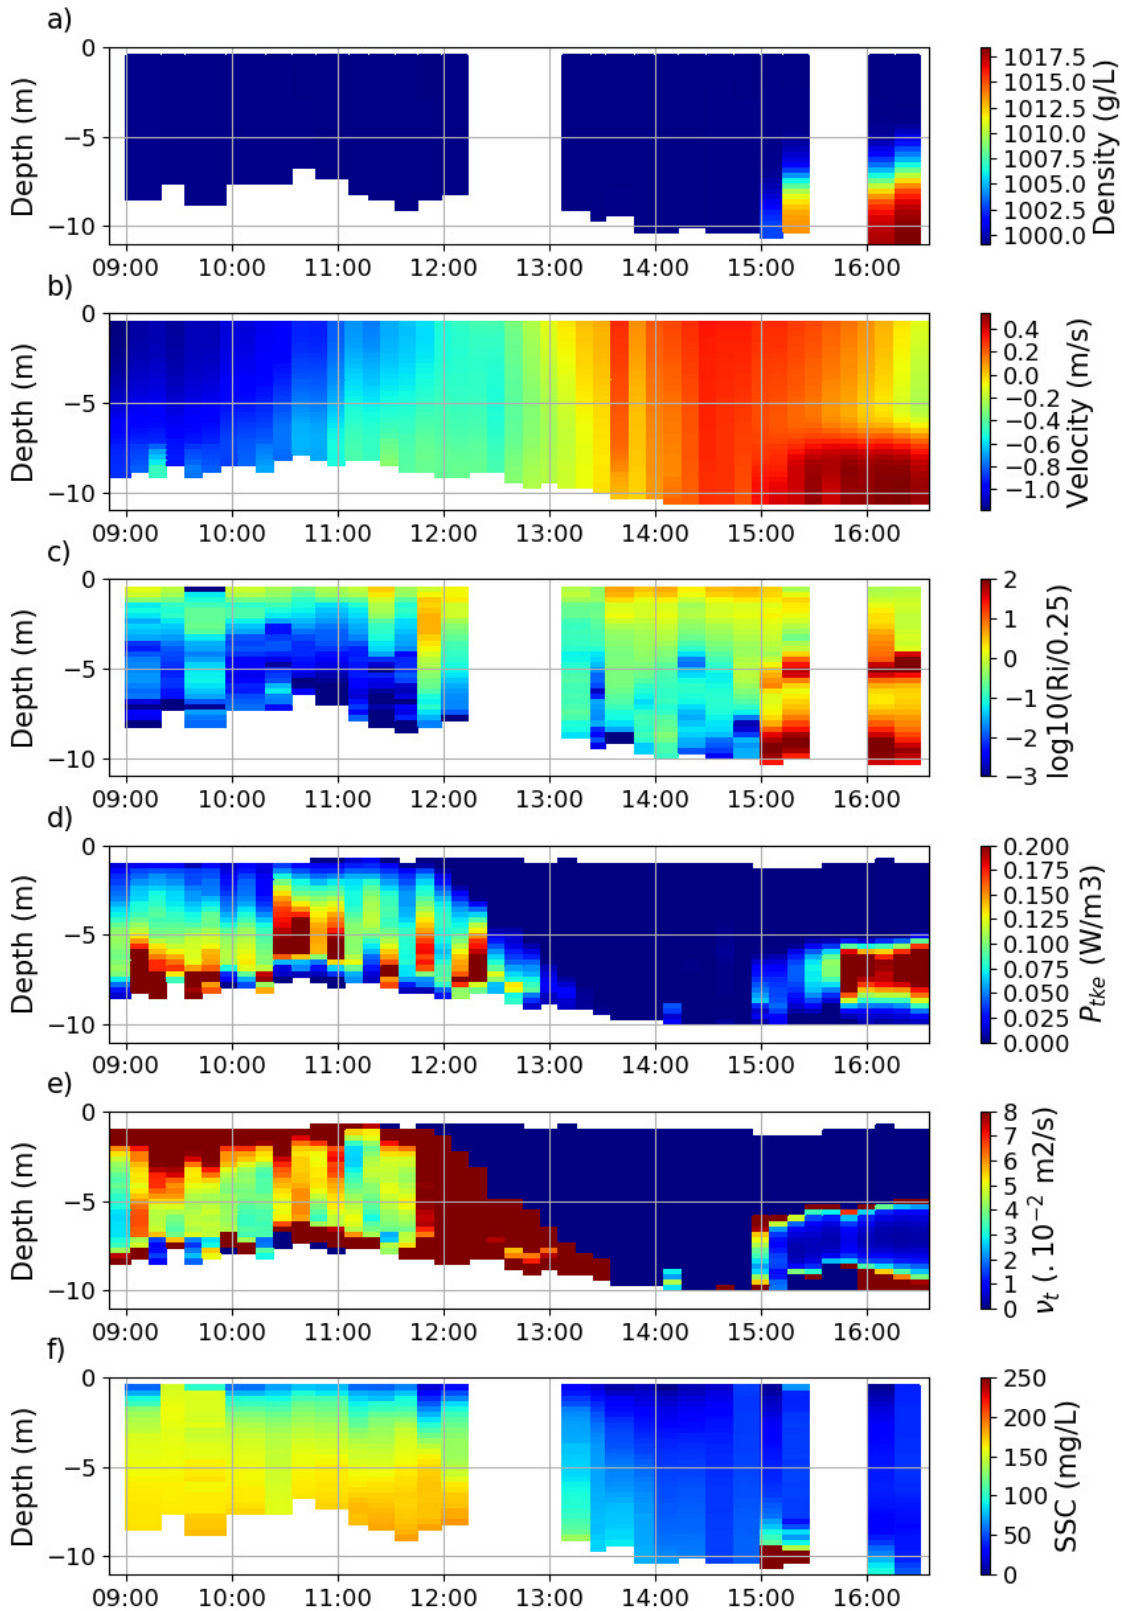 a)
0
−5
−10
Depth (m)
09:00 10:00 11:00 12:00 13:00 14:00 15:00 16:00
1017.5
1015.0
1012.5
1010.0
1007.5
1005.0
1002.5
1000.0
Density (g/L)
b)
0
−5
−10
Depth (m)
09:00 10:00 11:00 12:00 13:00 14:00 15:00 16:00
0.4
0.2
0.0
−0.2
−0.4
−0.6
−0.8
−1.0
Velocity (m/s)
c)
0
−5
−10
Depth (m)
09:00 10:00 11:00 12:00 13:00 14:00 15:00 16:00
2
1
0
−1
−2
−3
log10(Ri/0.25)
d)
0
−5
−10
Depth (m)
09:00 10:00 11:00 12:00 13:00 14:00 15:00 16:00
0.200
0.175
0.150
0.125
0.100
0.075
0.050
0.025
0.000
P_{tke} (W/m3)
e)
0
−5
−10
Depth (m)
09:00 10:00 11:00 12:00 13:00 14:00 15:00 16:00
8
7
6
5
4
3
2
1
0
ν_t (. 10^{−2} m2/s)
f)
0
−5
−10
Depth (m)
09:00 10:00 11:00 12:00 13:00 14:00 15:00 16:00
250
200
150
100
50
0
SSC (mg/L)